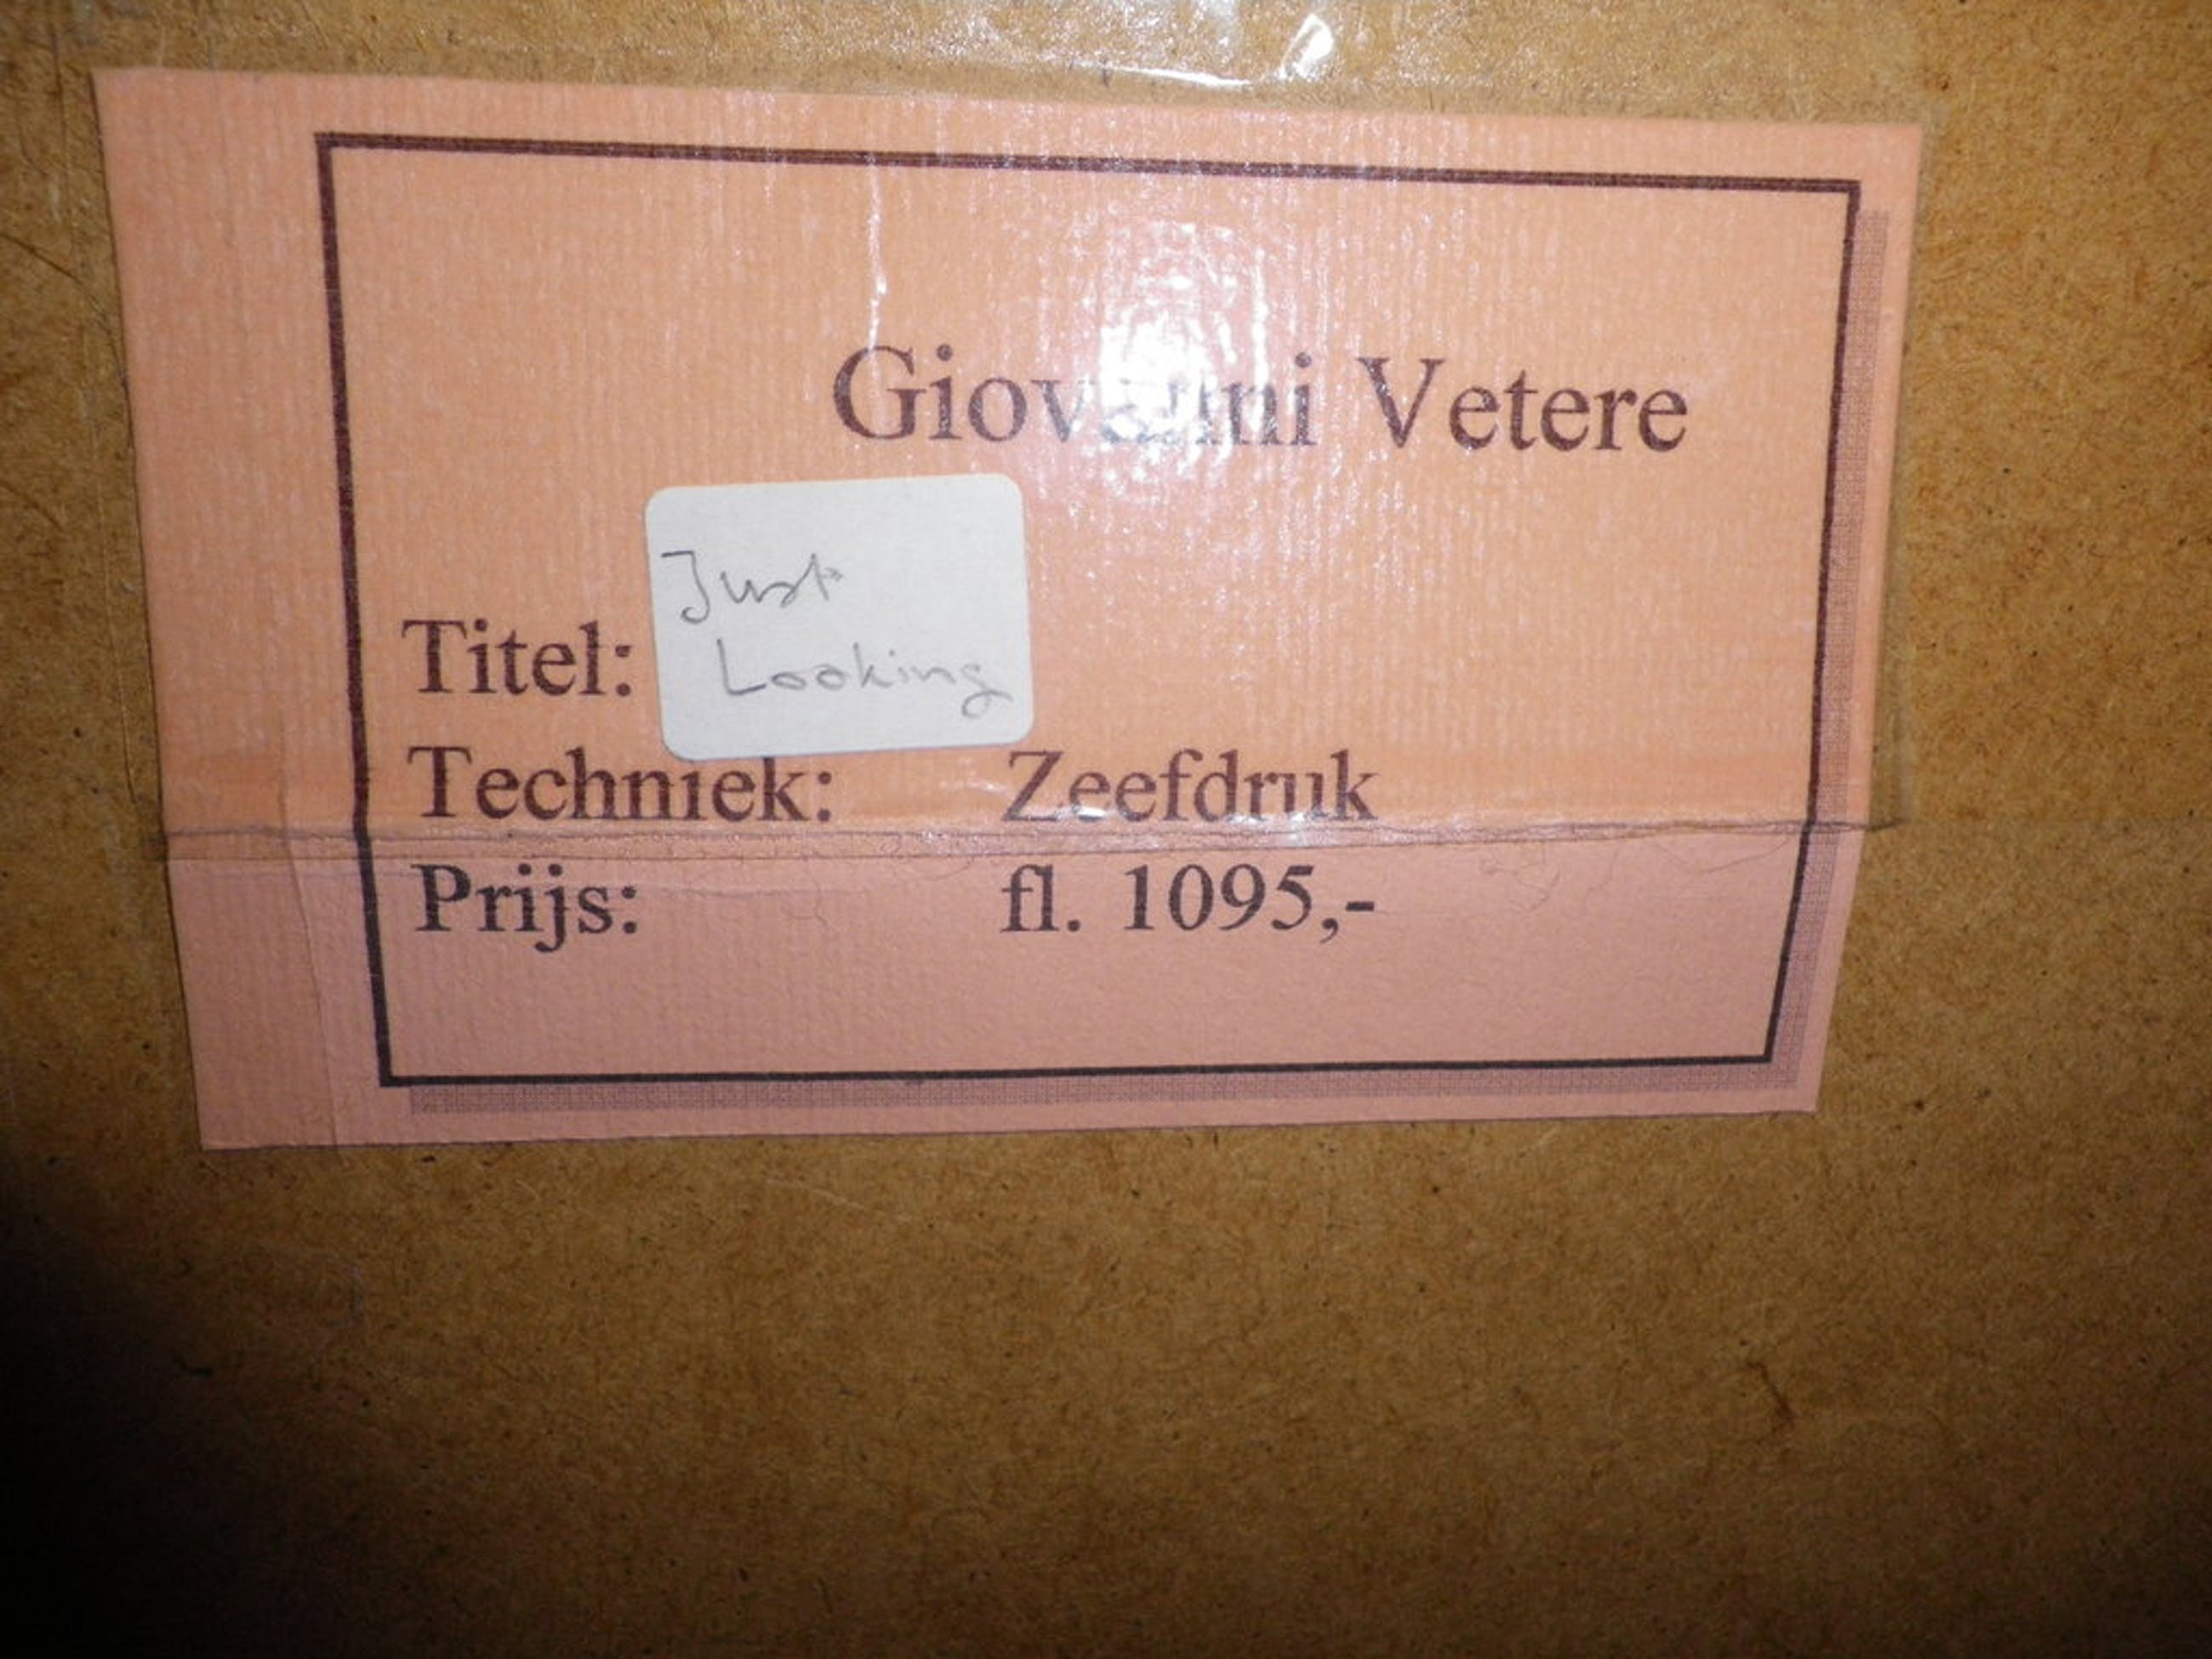 Giovanni Vetere
Just
Looking
Titel:
Techniek: Zeefdruk
Prijs: fl. 1095,-